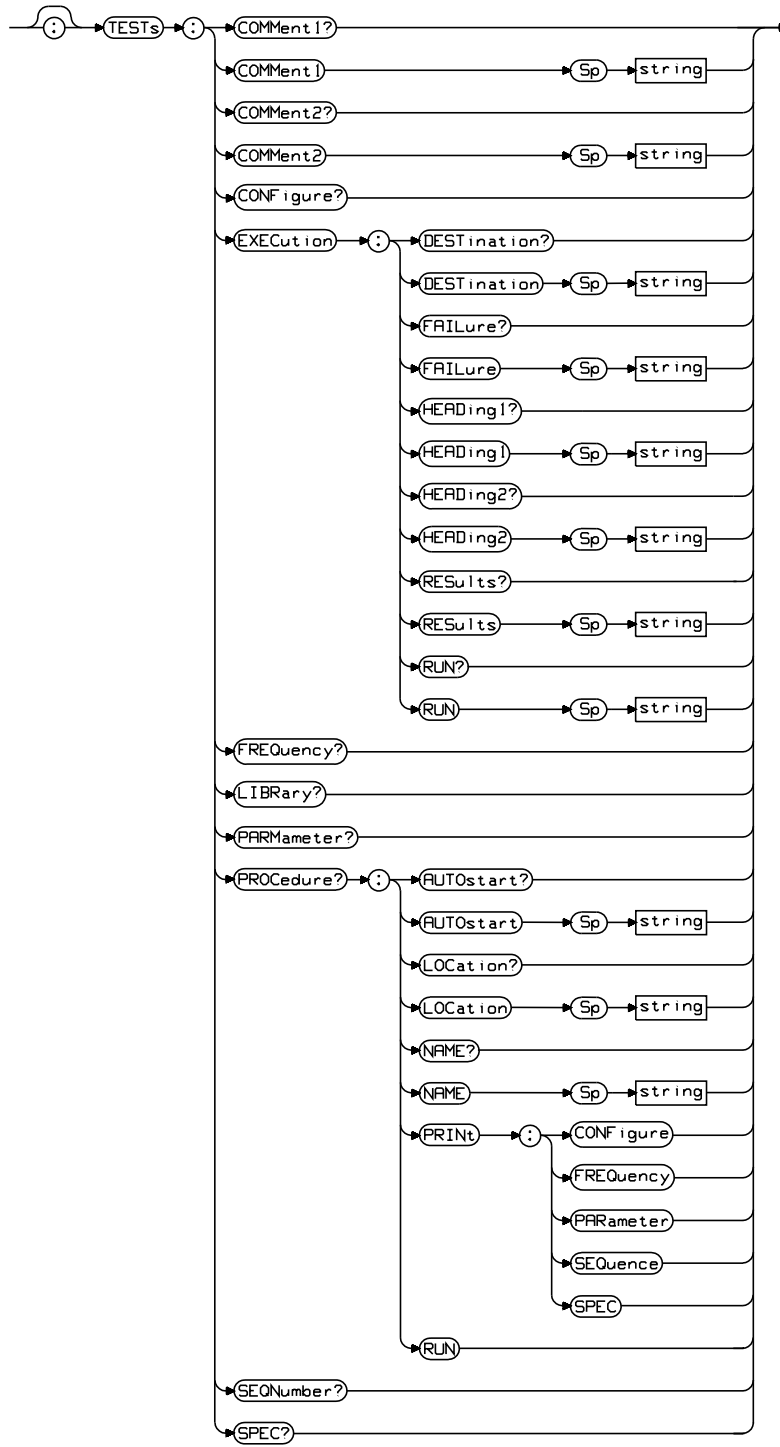 : TESTs : COMMent1?
COMMent1 Sp string
COMMent2?
COMMent2 Sp string
CONFigure?
EXECution : DESTination?
DESTination Sp string
FAILure?
FAILure Sp string
HEADing1?
HEADing1 Sp string
HEADing2?
HEADing2 Sp string
RESults?
RESults Sp string
RUN?
RUN Sp string
FREQuency?
LIBRary?
PARMameter?
PROCedure? : AUTOstart?
AUTOstart Sp string
LOCation?
LOCation Sp string
NAME?
NAME Sp string
PRINt : CONFigure
FREQuency
PARameter
SEQuence
SPEC
RUN
SEQNumber?
SPEC?